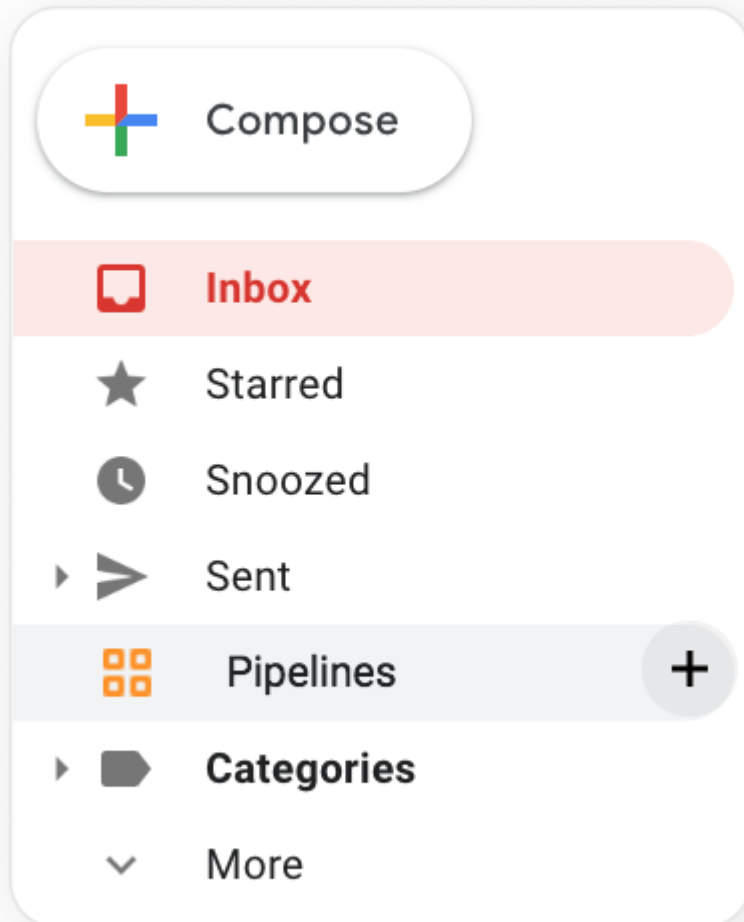 Compose
Inbox
Starred
Snoozed
Sent
Pipelines
Categories
More